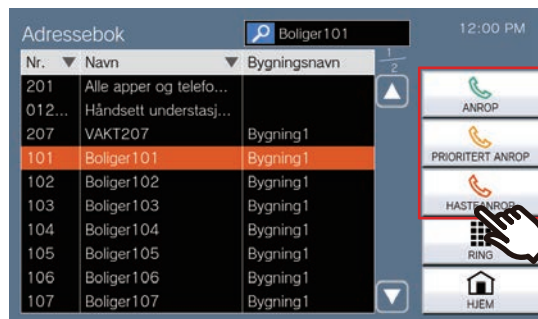 Adressebok Boliger101 12:00 PM
Nr. Navn Bygningsnavn 1/2
201 Alle apper og telefo...
012... Håndsett understasj...
207 VAKT207 Bygning1
101 Boliger101 Bygning1
102 Boliger102 Bygning1
103 Boliger103 Bygning1
104 Boliger104 Bygning1
105 Boliger105 Bygning1
106 Boliger106 Bygning1
107 Boliger107 Bygning1
ANROP
PRIORITERT ANROP
HASTEANROP
RING
HJEM